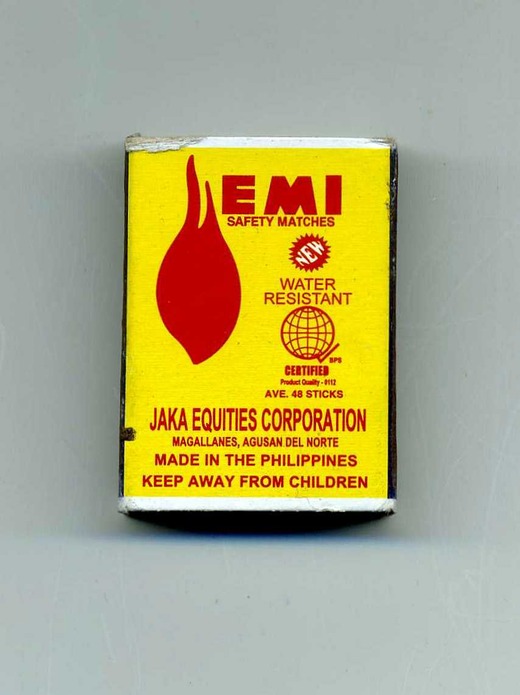 EMI
SAFETY MATCHES
NEW
WATER
RESISTANT
BPS
CERTIFIED
Product Quality - 0112
AVE. 48 STICKS
JAKA EQUITIES CORPORATION
MAGALLANES, AGUSAN DEL NORTE
MADE IN THE PHILIPPINES
KEEP AWAY FROM CHILDREN